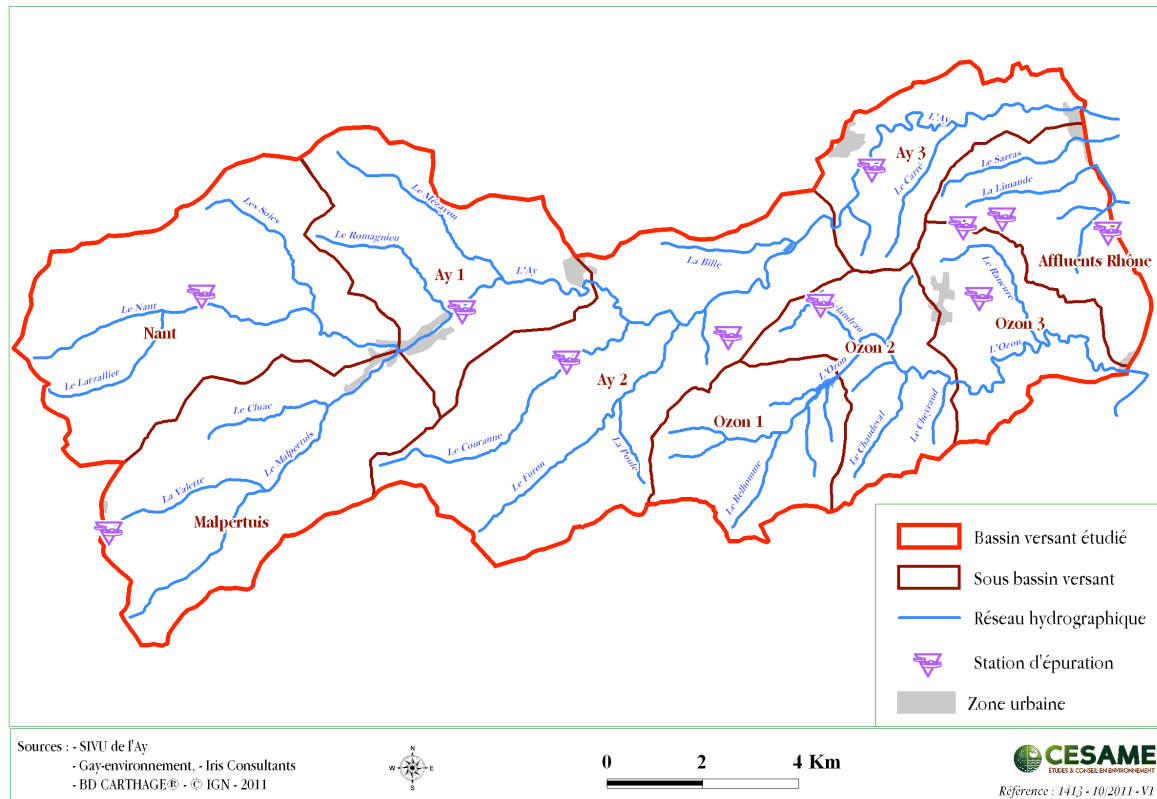 L'Ay
Ay 3
Le Carré
Le Sarras
La Limande
Le Mézayon
Les Soies
Le Romagnieu
La Bille
Ay 1
L'Ay
Affluents Rhône
Le Rancure
Le Nant
Nant
Ozon 3
Ozon 2
L'Ozon
L'Ozon
Le Larzallier
Ay 2
Le Cluac
Ozon 1
Le Cheyraud
Le Chaudeval
Le Malpertuis
Le Couranne
La Poule
Le Furon
Le Belhomme
La Valette
Malpertuis
Bassin versant étudié
Sous bassin versant
Réseau hydrographique
Station d'épuration
Zone urbaine
Sources : - SIVU de l'Ay
- Gay-environnement, - Iris Consultants
- BD CARTHAGE® - © IGN - 2011
N
W E
S
0 2 4 Km
CESAME
ÉTUDES & CONSEIL EN ENVIRONNEMENT
Référence : 1413 - 10/2011 - V1